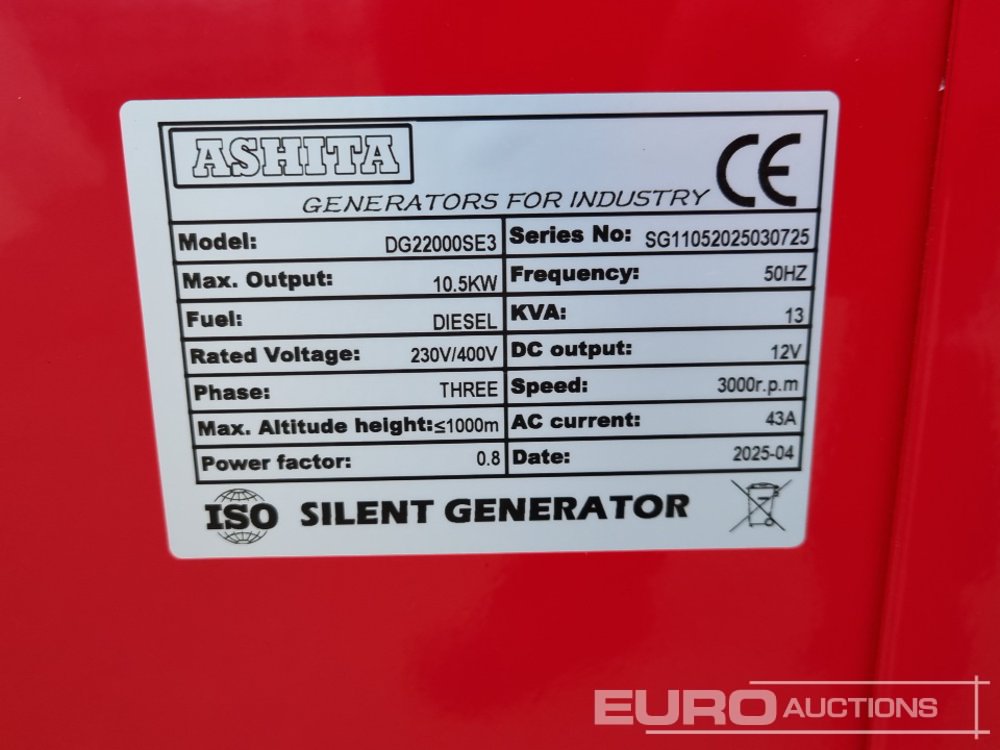 ASHITA
CE
GENERATORS FOR INDUSTRY
Model: DG22000SE3 Series No: SG11052025030725
Max. Output: 10.5KW Frequency: 50HZ
Fuel: DIESEL KVA: 13
Rated Voltage: 230V/400V DC output: 12V
Phase: THREE Speed: 3000r.p.m
Max. Altitude height:≤1000m AC current: 43A
Power factor: 0.8 Date: 2025-04
ISO SILENT GENERATOR
EURO AUCTIONS